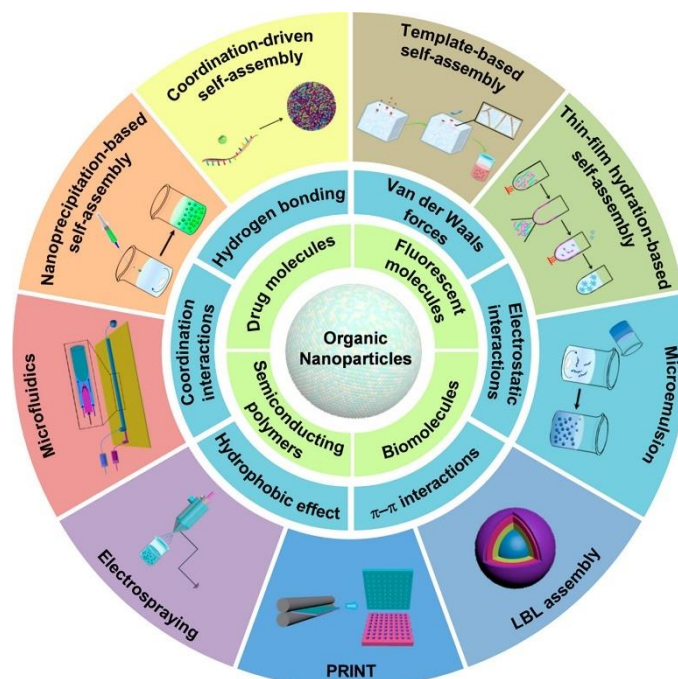 Coordination-driven
self-assembly
Template-based
self-assembly
Thin-film hydration-based
self-assembly
Microemulsion
LBL assembly
PRINT
Electrospraying
Microfluidics
Nanoprecipitation-based
self-assembly
Hydrogen bonding
Van der Waals
forces
Electrostatic
interactions
π–π interactions
Hydrophobic effect
Coordination
interactions
Drug molecules
Fluorescent
molecules
Biomolecules
Semiconducting
polymers
Organic
Nanoparticles